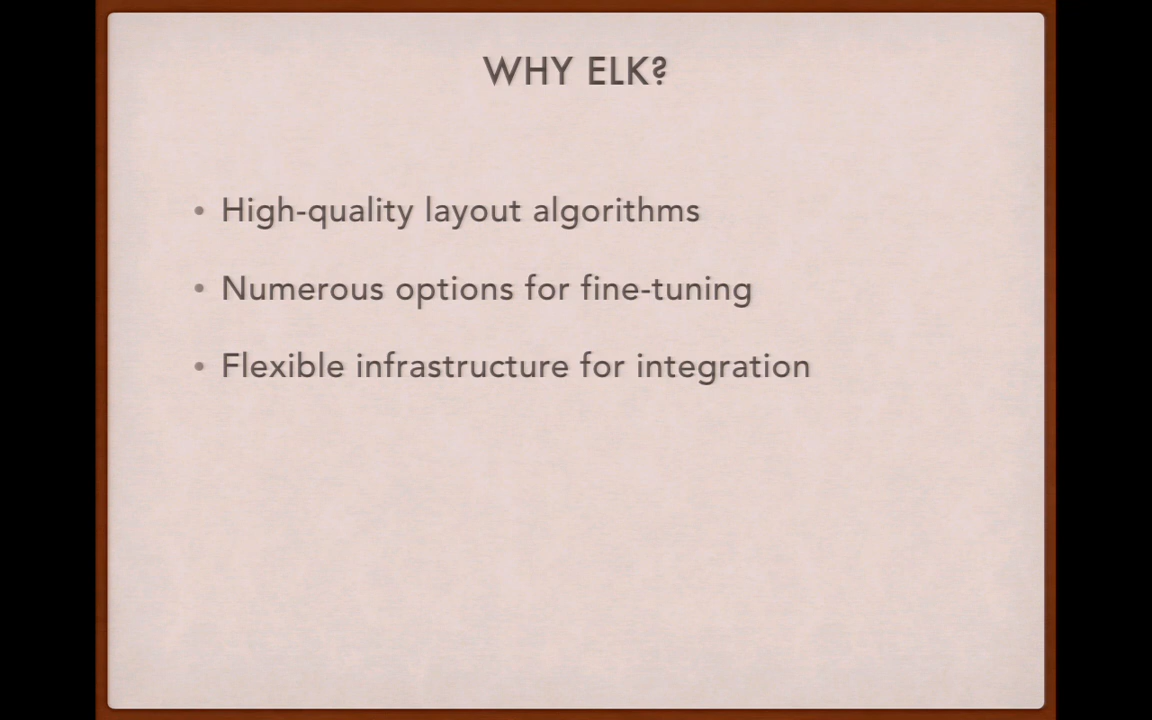 WHY ELK?
• High-quality layout algorithms
• Numerous options for fine-tuning
• Flexible infrastructure for integration